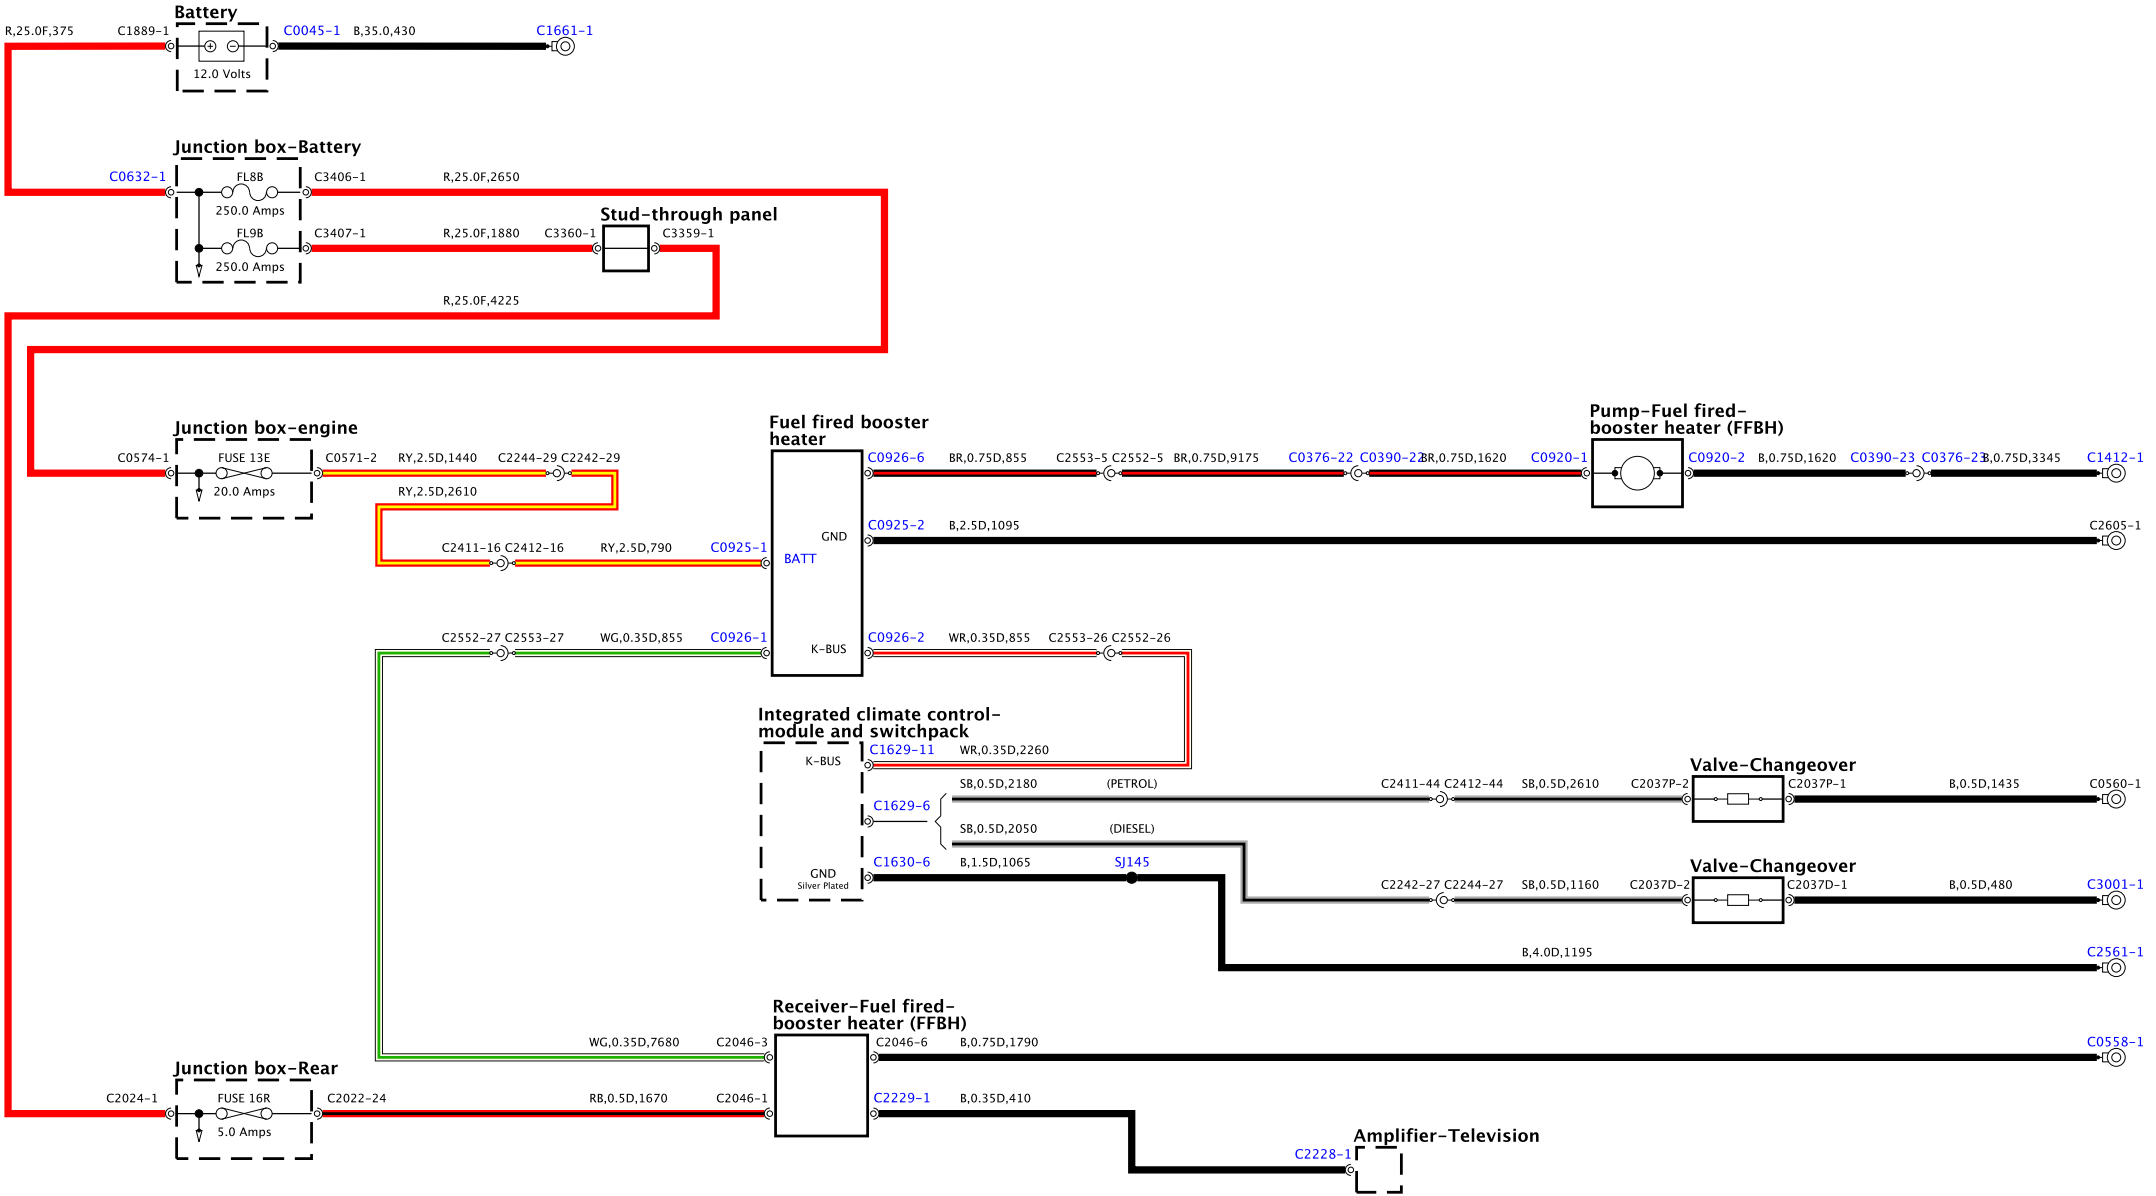 Battery
R,25.0F,375 C1889-1 C0045-1 B,35.0,430 C1661-1
12.0 Volts
Junction box-Battery
C0632-1 FL8B C3406-1 R,25.0F,2650
250.0 Amps
Stud-through panel
FL9B C3407-1 R,25.0F,1880 C3360-1 C3359-1
250.0 Amps
R,25.0F,4225
Junction box-engine
C0574-1 FUSE 13E C0571-2 RY,2.5D,1440 C2244-29 C2242-29
20.0 Amps RY,2.5D,2610
C2411-16 C2412-16 RY,2.5D,790 C0925-1
Fuel fired booster
heater
BATT
GND
K-BUS
C0926-6 BR,0.75D,855 C2553-5 C2552-5 BR,0.75D,9175 C0376-22 C0390-22 BR,0.75D,1620 C0920-1
Pump-Fuel fired-
booster heater (FFBH)
C0920-2 B,0.75D,1620 C0390-23 C0376-23 B,0.75D,3345 C1412-1
C0925-2 B,2.5D,1095 C2605-1
C2552-27 C2553-27 WG,0.35D,855 C0926-1
C0926-2 WR,0.35D,855 C2553-26 C2552-26
Integrated climate control-
module and switchpack
K-BUS C1629-11 WR,0.35D,2260
C1629-6
SB,0.5D,2180 (PETROL) C2411-44 C2412-44 SB,0.5D,2610 C2037P-2
Valve-Changeover
C2037P-1 B,0.5D,1435 C0560-1
SB,0.5D,2050 (DIESEL)
GND
Silver Plated
C1630-6 B,1.5D,1065 SJ145
C2242-27 C2244-27 SB,0.5D,1160 C2037D-2
Valve-Changeover
C2037D-1 B,0.5D,480 C3001-1
B,4.0D,1195 C2561-1
Receiver-Fuel fired-
booster heater (FFBH)
WG,0.35D,7680 C2046-3 C2046-6 B,0.75D,1790 C0558-1
Junction box-Rear
C2024-1 FUSE 16R C2022-24 RB,0.5D,1670 C2046-1 C2229-1 B,0.35D,410
5.0 Amps
Amplifier-Television
C2228-1